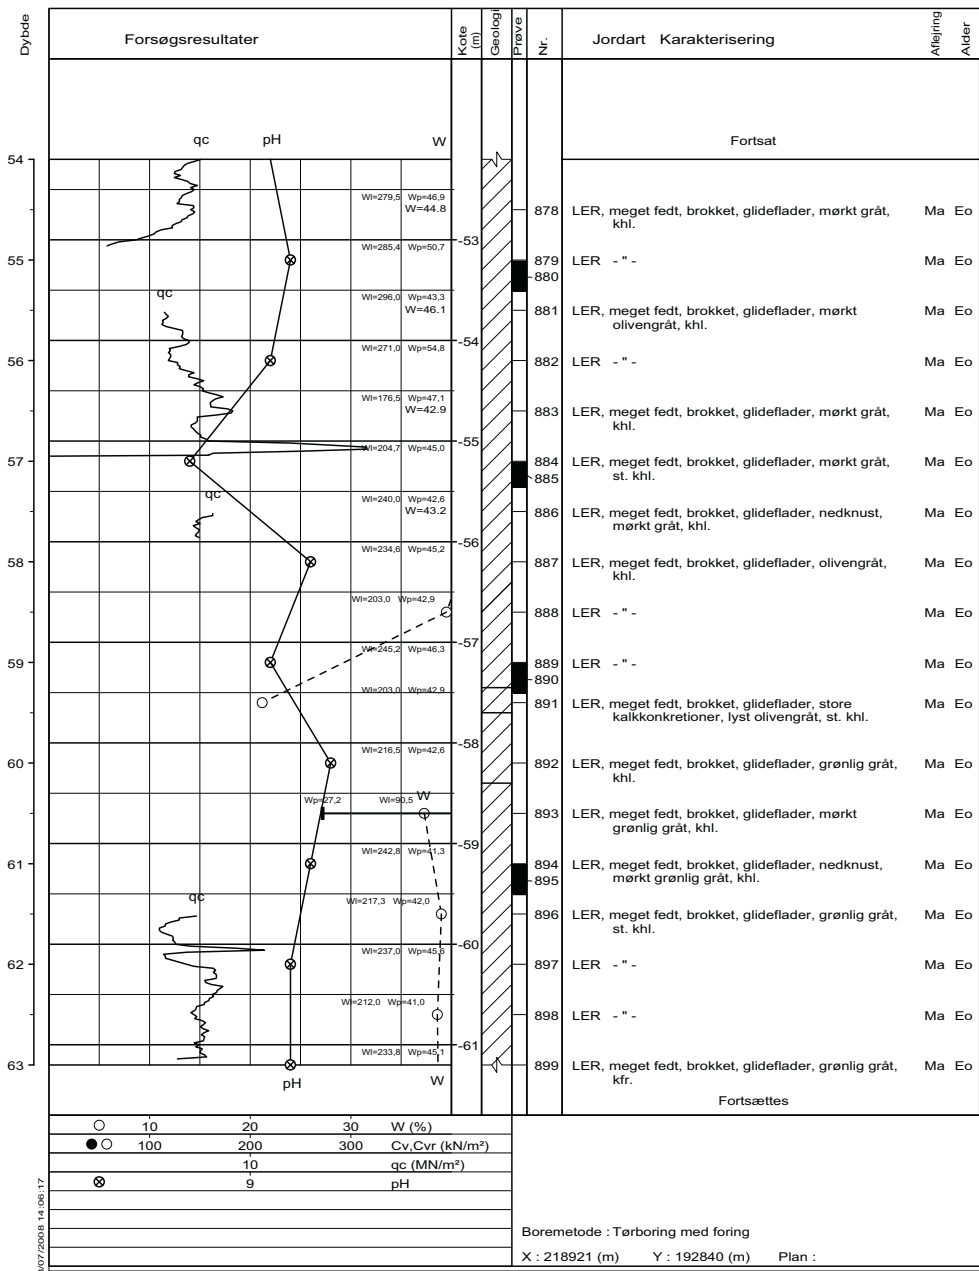 Dybde
Forsøgsresultater
Kote (m)
Geologi
Prøve
Nr.
Jordart Karakterisering
Aflejring
Alder
qc
pH
W
Fortsat
54
Wl=279,5 Wp=46,9
W=44.8
878 LER, meget fedt, brokket, glideflader, mørkt gråt, khl. Ma Eo
-53
Wl=285,4 Wp=50,7
55
879 LER - " - Ma Eo
880
qc
Wl=296,0 Wp=43,3
W=46.1
881 LER, meget fedt, brokket, glideflader, mørkt
olivengråt, khl. Ma Eo
-54
Wl=271,0 Wp=54,8
56
882 LER - " - Ma Eo
Wl=176,5 Wp=47,1
W=42.9
883 LER, meget fedt, brokket, glideflader, mørkt gråt,
khl. Ma Eo
-55
Wl=204,7 Wp=45,0
57
884 LER, meget fedt, brokket, glideflader, mørkt gråt,
st. khl. Ma Eo
885
qc
Wl=240,0 Wp=42,6
W=43.2
886 LER, meget fedt, brokket, glideflader, nedknust,
mørkt gråt, khl. Ma Eo
-56
Wl=234,6 Wp=45,2
58
887 LER, meget fedt, brokket, glideflader, olivengråt,
khl. Ma Eo
Wl=203,0 Wp=42,9
888 LER - " - Ma Eo
-57
Wl=245,2 Wp=46,3
59
889 LER - " - Ma Eo
890
Wl=203,0 Wp=42,9
891 LER, meget fedt, brokket, glideflader, store
kalkkonkretioner, lyst olivengråt, st. khl. Ma Eo
-58
Wl=216,5 Wp=42,6
60
892 LER, meget fedt, brokket, glideflader, grønlig gråt,
khl. Ma Eo
Wp=27,2 Wl=90,5 W
893 LER, meget fedt, brokket, glideflader, mørkt
grønlig gråt, khl. Ma Eo
-59
Wl=242,8 Wp=41,3
61
894 LER, meget fedt, brokket, glideflader, nedknust,
mørkt grønlig gråt, khl. Ma Eo
895
qc
Wl=217,3 Wp=42,0
896 LER, meget fedt, brokket, glideflader, grønlig gråt,
st. khl. Ma Eo
-60
Wl=237,0 Wp=45,6
62
897 LER - " - Ma Eo
Wl=212,0 Wp=41,0
898 LER - " - Ma Eo
-61
Wl=233,8 Wp=45,1
63
899 LER, meget fedt, brokket, glideflader, grønlig gråt,
kfr. Ma Eo
pH
W
Fortsættes
10 20 30 W (%)
100 200 300 Cv,Cvr (kN/m²)
10 qc (MN/m²)
9 pH
/07/2008 14:06:17
Boremetode : Tørboring med foring
X : 218921 (m) Y : 192840 (m) Plan :